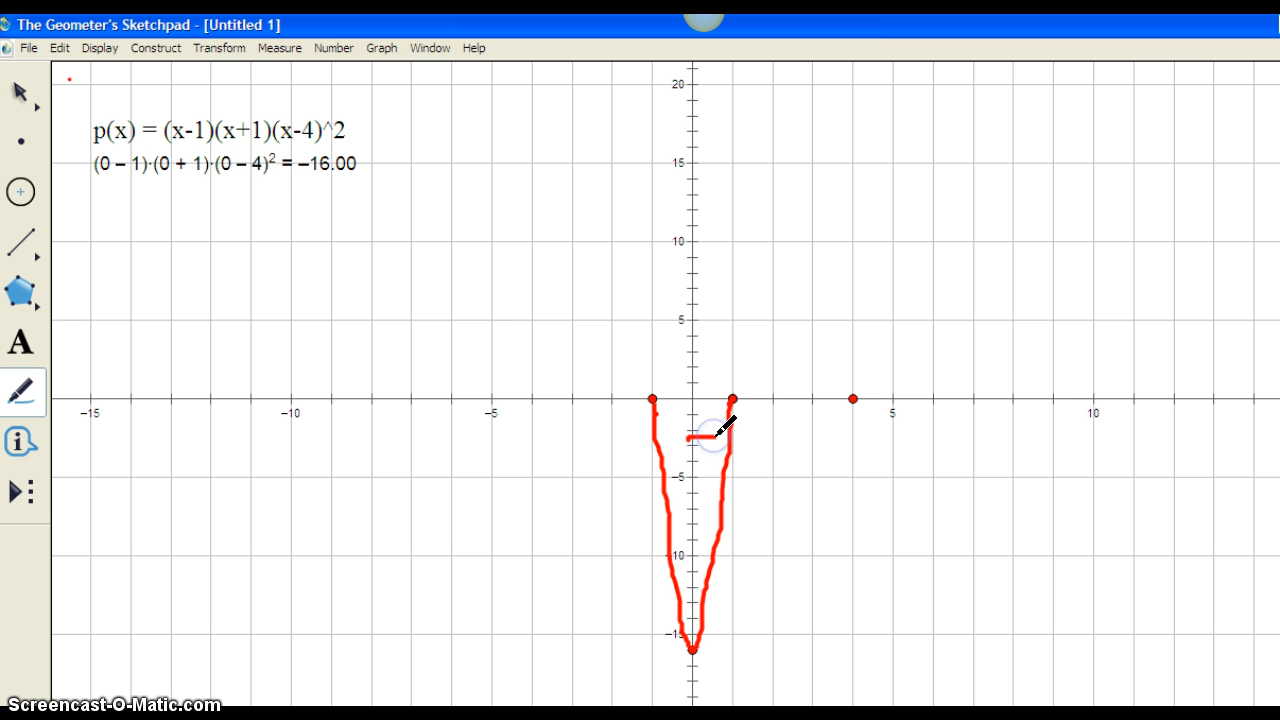 The Geometer's Sketchpad - [Untitled 1]
File Edit Display Construct Transform Measure Number Graph Window Help
p(x) = (x-1)(x+1)(x-4)^2
(0 – 1)·(0 + 1)·(0 – 4)² = –16.00
20
15
10
5
–15 –10 –5 5 10
–5
–10
–15
A
i
Screencast-O-Matic.com